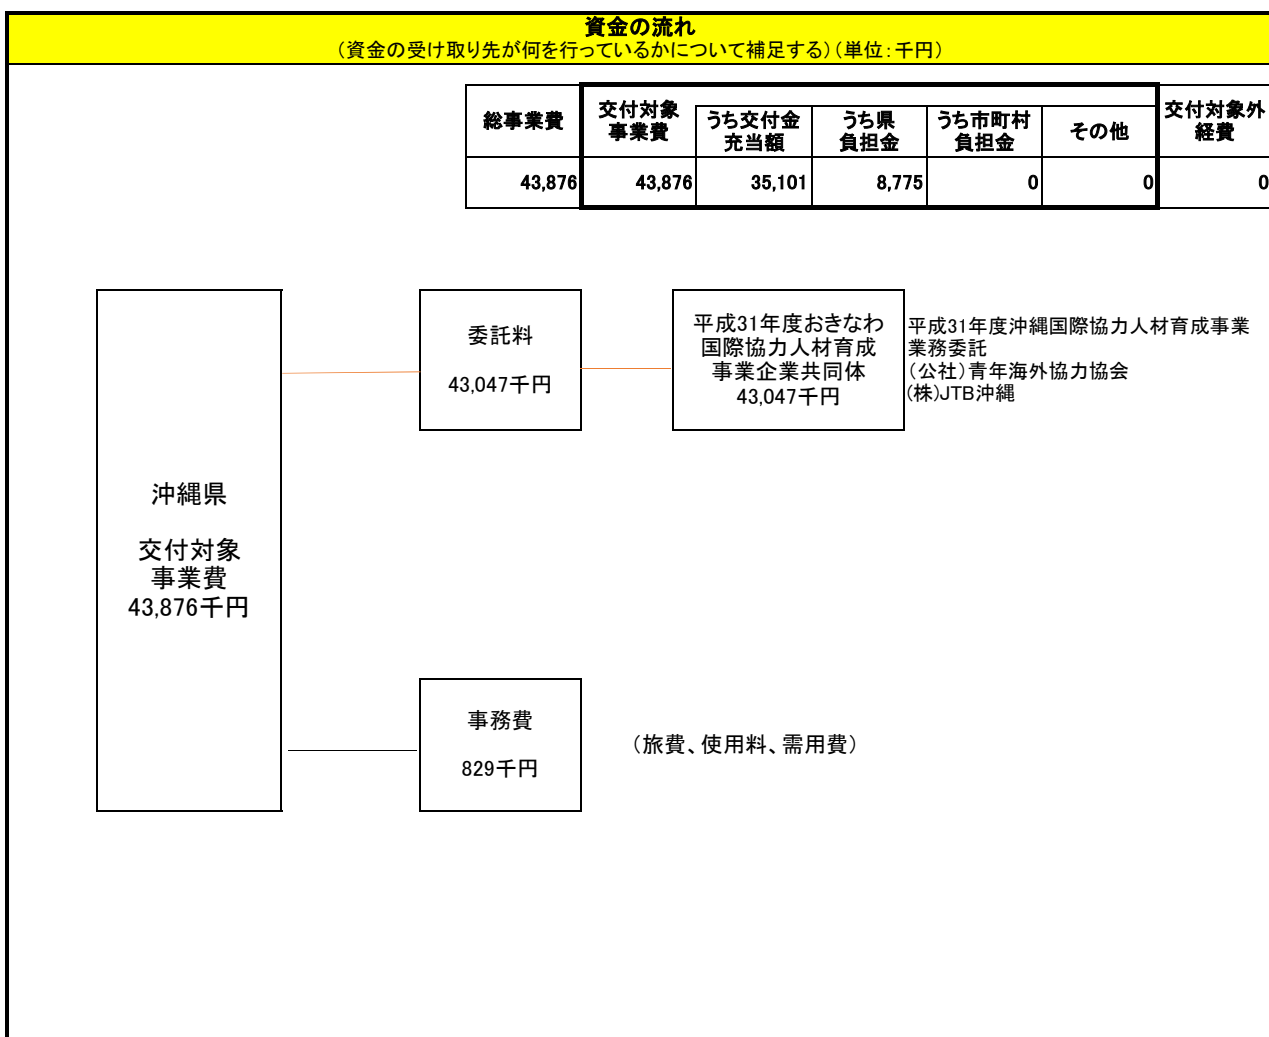 資金の流れ
（資金の受け取り先が何を行っているかについて補足する）（単位：千円）
総事業費
交付対象
事業費
うち交付金
充当額
うち県
負担金
うち市町村
負担金
その他
交付対象外
経費
43,876
43,876
35,101
8,775
0
0
0
沖縄県
交付対象
事業費
43,876千円
委託料
43,047千円
平成31年度おきなわ
国際協力人材育成
事業企業共同体
43,047千円
平成31年度沖縄国際協力人材育成事業
業務委託
（公社）青年海外協力協会
(株)JTB沖縄
事務費
829千円
（旅費、使用料、需用費）